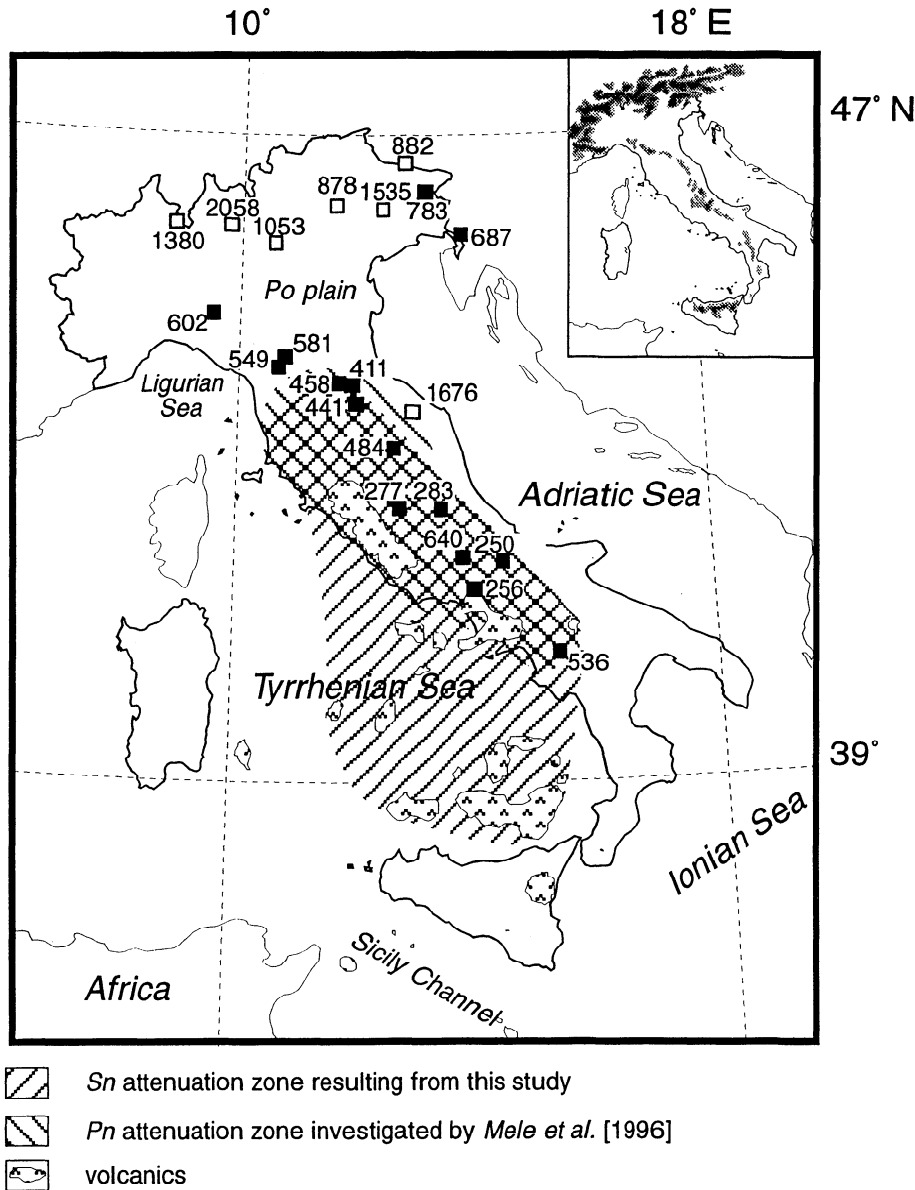 10° 18° E
47° N
882
878 1535
783
2058
1380 1053
687
Po plain
602
581
549
458 411
441
1676
Ligurian
Sea
484
277 283
Adriatic Sea
640 250
256
536
Tyrrhenian Sea
39°
Ionian Sea
Sicily Channel
Africa
Sn attenuation zone resulting from this study
Pn attenuation zone investigated by Mele et al. [1996]
volcanics